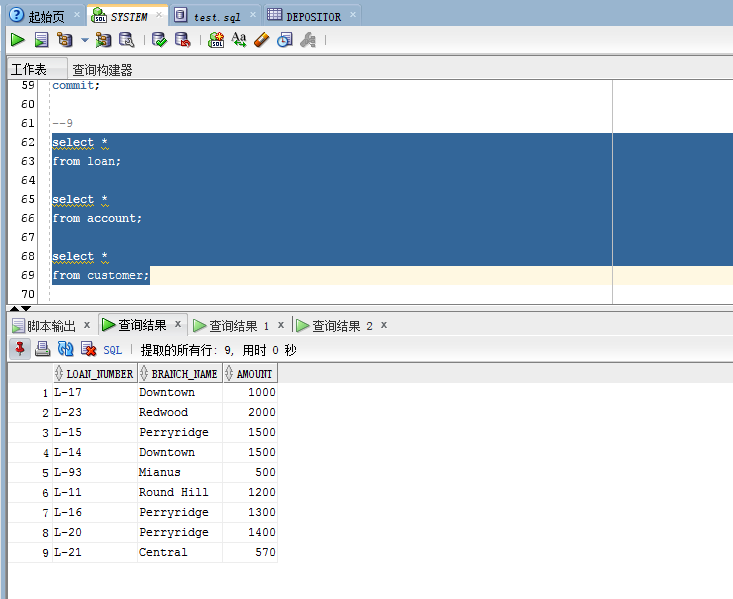 起始页 SYSTEM test.sql DEPOSITOR
工作表 查询构建器
59 commit;
60
61 --9
62 select *
63 from loan;
64
65 select *
66 from account;
67
68 select *
69 from customer;
70
脚本输出 x 查询结果 x 查询结果 1 x 查询结果 2 x
SQL | 提取的所有行: 9, 用时 0 秒
LOAN_NUMBER BRANCH_NAME AMOUNT
1 L-17 Downtown 1000
2 L-23 Redwood 2000
3 L-15 Perryridge 1500
4 L-14 Downtown 1500
5 L-93 Mianus 500
6 L-11 Round Hill 1200
7 L-16 Perryridge 1300
8 L-20 Perryridge 1400
9 L-21 Central 570